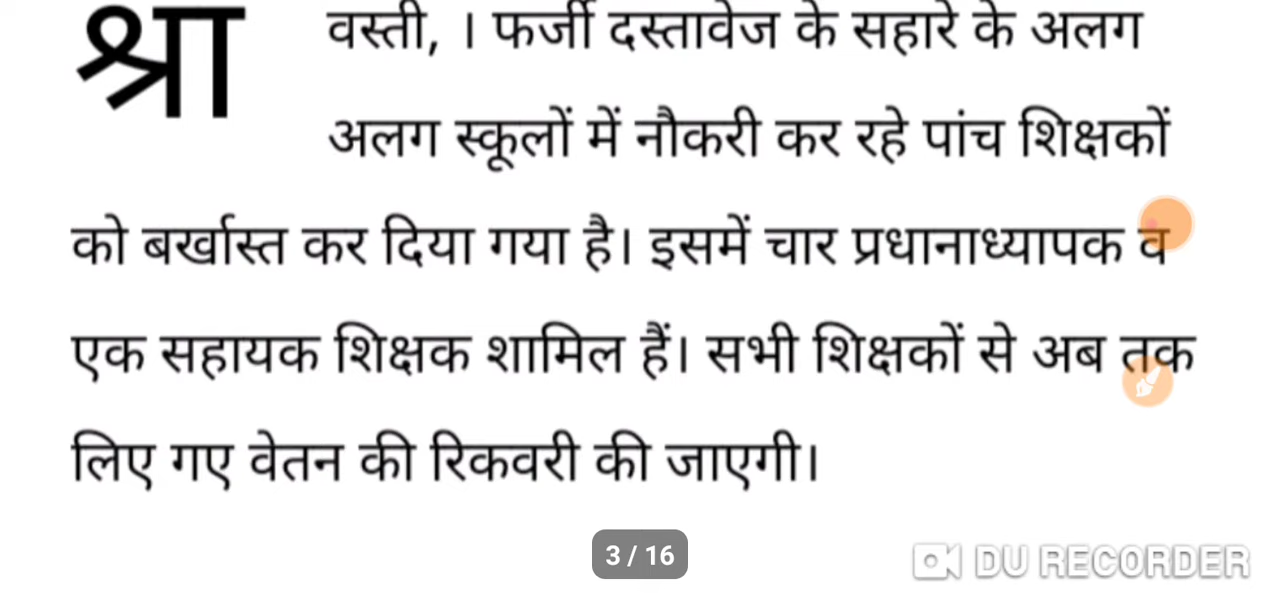 श्रा
वस्ती, । फर्जी दस्तावेज के सहारे के अलग
अलग स्कूलों में नौकरी कर रहे पांच शिक्षकों
को बर्खास्त कर दिया गया है। इसमें चार प्रधानाध्यापक व
एक सहायक शिक्षक शामिल हैं। सभी शिक्षकों से अब तक
लिए गए वेतन की रिकवरी की जाएगी।
3 / 16
DU RECORDER